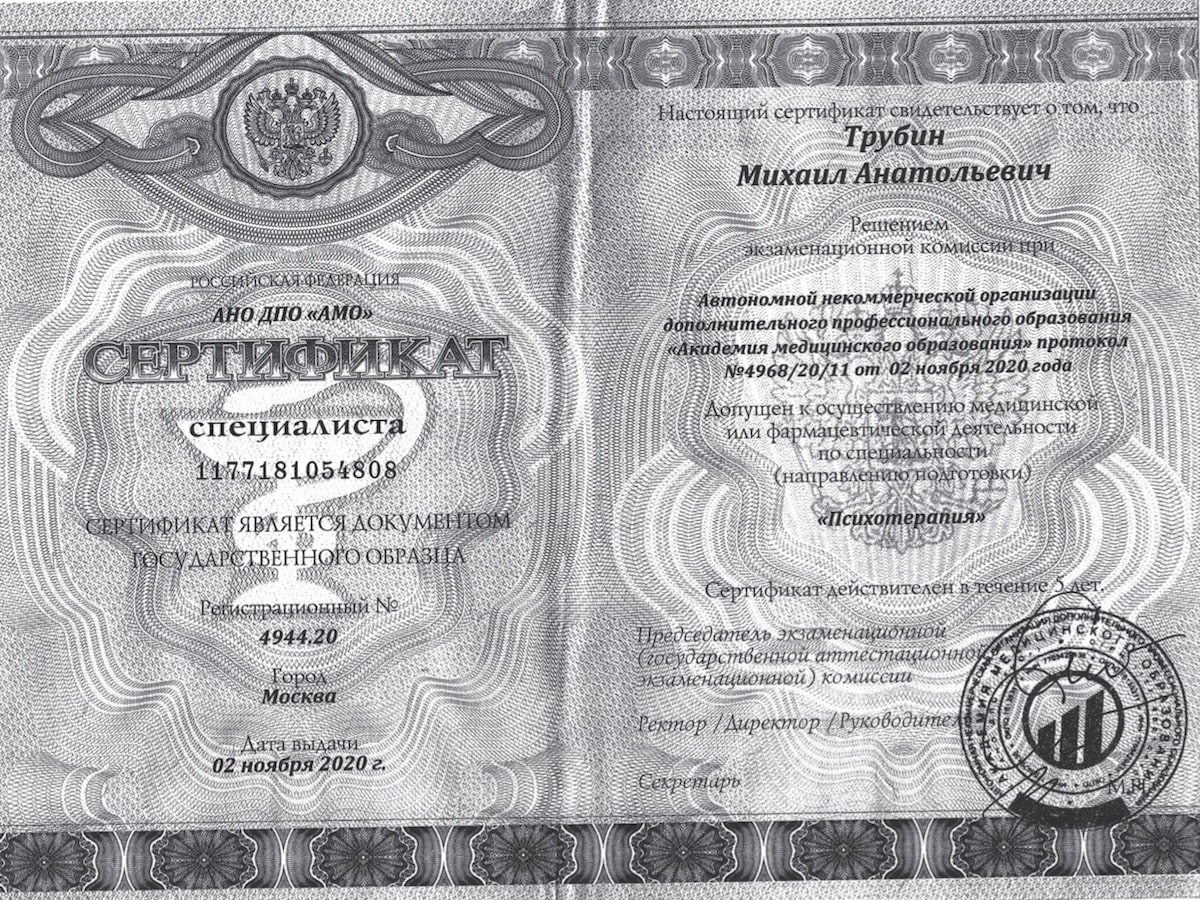 РОССИЙСКАЯ ФЕДЕРАЦИЯ
АНО ДПО «АМО»
СЕРТИФИКАТ
специалиста
1177181054808
СЕРТИФИКАТ ЯВЛЯЕТСЯ ДОКУМЕНТОМ
ГОСУДАРСТВЕННОГО ОБРАЗЦА
Регистрационный №
4944.20
Город
Москва
Дата выдачи
02 ноября 2020 г.
Настоящий сертификат свидетельствует о том, что
Трубин
Михаил Анатольевич
Решением
экзаменационной комиссии при
Автономной некоммерческой организации
дополнительного профессионального образования
«Академия медицинского образования» протокол
№4968/20/11 от 02 ноября 2020 года
Допущен к осуществлению медицинской
или фармацевтической деятельности
по специальности
(направлению подготовки)
«Психотерапия»
Сертификат действителен в течение 5 лет.
Председатель экзаменационной
(государственной аттестационной
экзаменационной) комиссии
Ректор /Директор /Руководитель
Секретарь
М.П.
АКАДЕМИЯ МЕДИЦИНСКОГО ОБРАЗОВАНИЯ